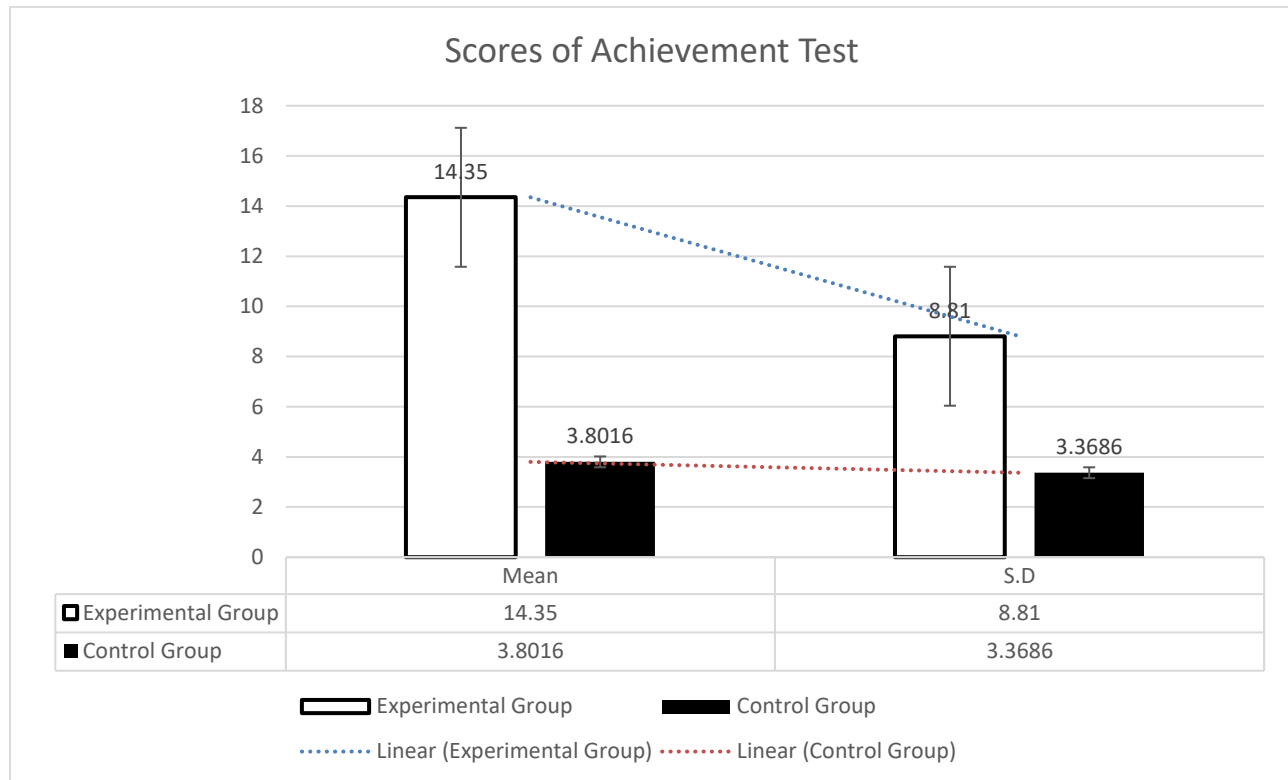 Scores of Achievement Test
18
16
14
12
10
8
6
4
2
0
14.35
3.8016
8.81
3.3686
Mean S.D
Experimental Group 14.35 8.81
Control Group 3.8016 3.3686
Experimental Group Control Group
Linear (Experimental Group) Linear (Control Group)